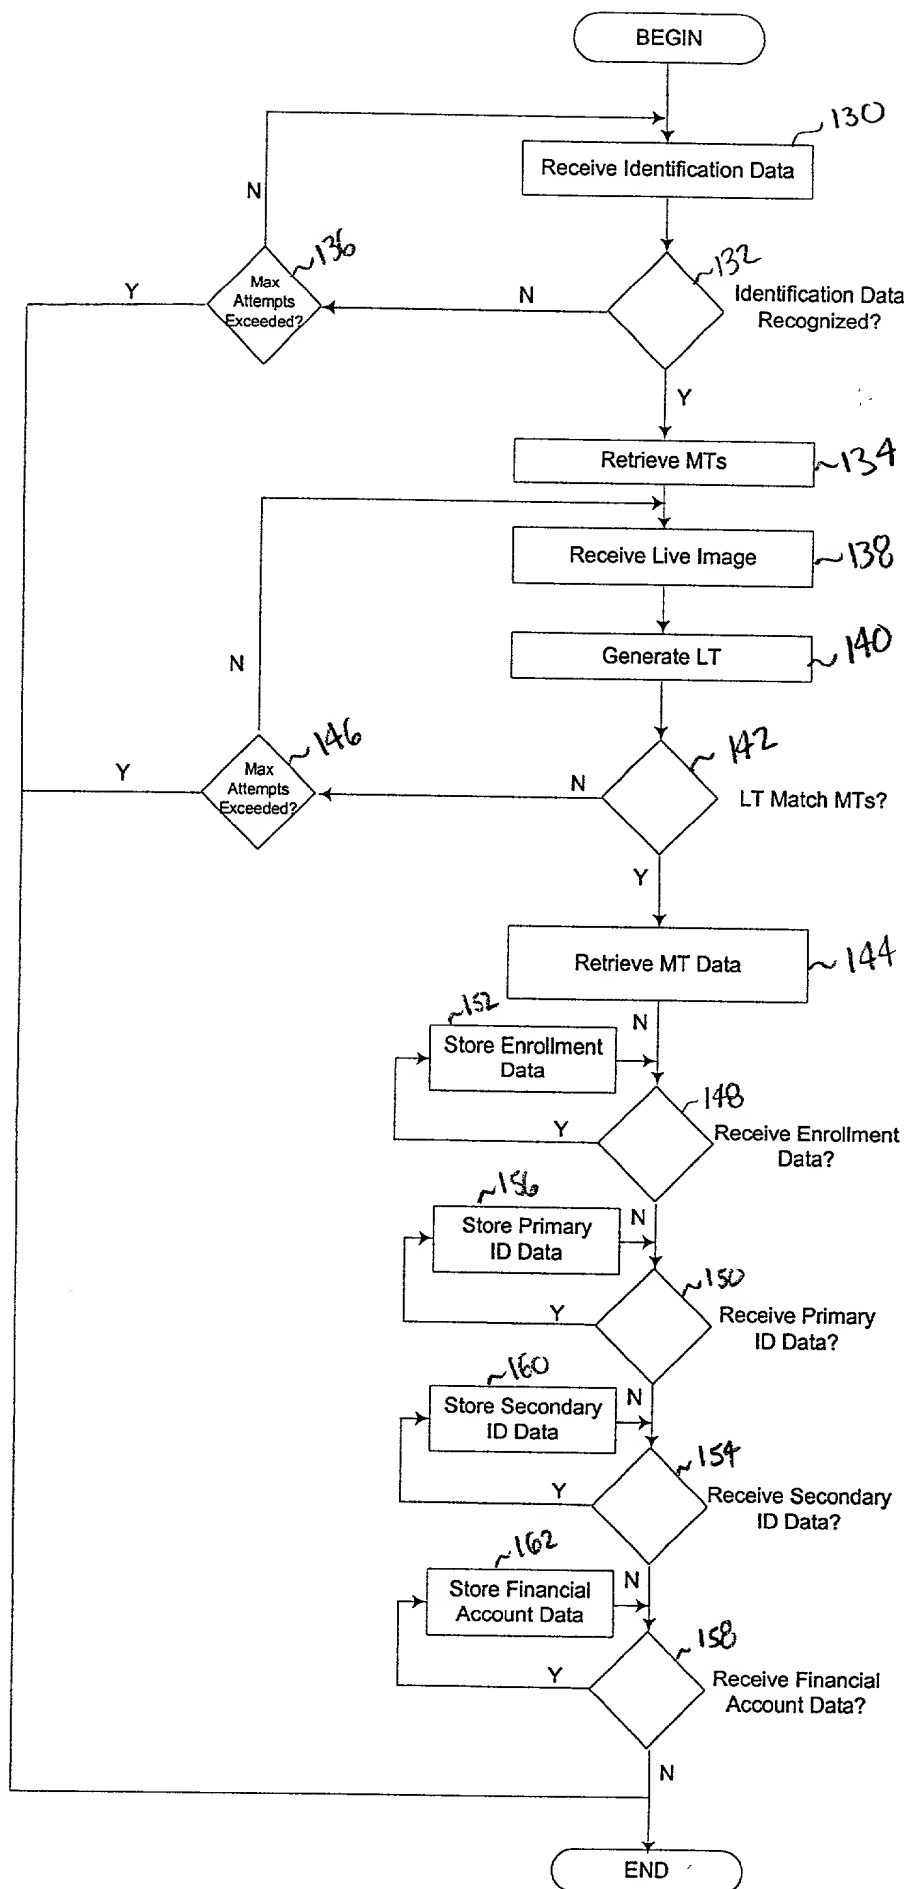 BEGIN
130
Receive Identification Data
N
136
132
Y
Max
Attempts
Exceeded?
N
Identification Data
Recognized?
Y
Retrieve MTs
134
Receive Live Image
138
N
Generate LT
140
146
142
Y
Max
Attempts
Exceeded?
N
LT Match MTs?
Y
Retrieve MT Data
144
152
N
Store Enrollment
Data
148
Y
Receive Enrollment
Data?
156
N
Store Primary
ID Data
150
Y
Receive Primary
ID Data?
160
N
Store Secondary
ID Data
154
Y
Receive Secondary
ID Data?
162
N
Store Financial
Account Data
158
Y
Receive Financial
Account Data?
N
END